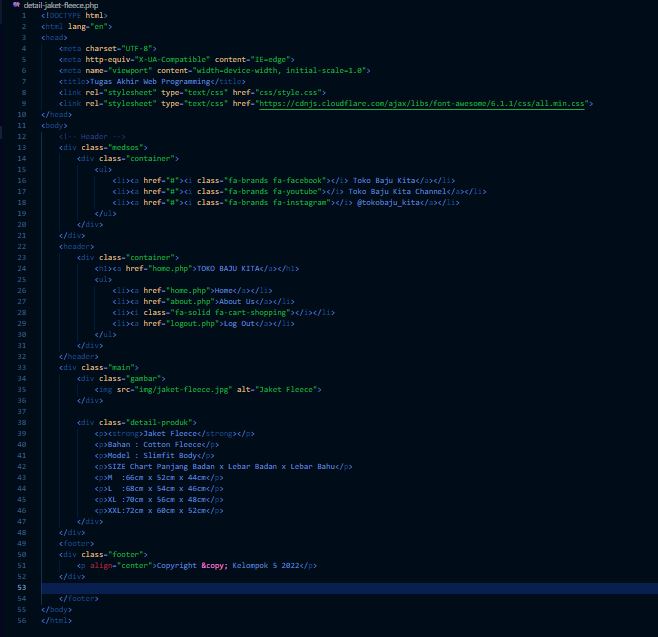 detail-jaket-fleece.php
1 <!DOCTYPE html>
2 <html lang="en">
3 <head>
4 <meta charset="UTF-8">
5 <meta http-equiv="X-UA-Compatible" content="IE=edge">
6 <meta name="viewport" content="width=device-width, initial-scale=1.0">
7 <title>Tugas Akhir Web Programming</title>
8 <link rel="stylesheet" type="text/css" href="css/style.css">
9 <link rel="stylesheet" type="text/css" href="https://cdnjs.cloudflare.com/ajax/libs/font-awesome/6.1.1/css/all.min.css">
10 </head>
11 <body>
12 <!-- Header -->
13 <div class="medsos">
14 <div class="container">
15 <ul>
16 <li><a href="#"><i class="fa-brands fa-facebook"></i> Toko Baju Kita</a></li>
17 <li><a href="#"><i class="fa-brands fa-youtube"></i> Toko Baju Kita Channel</a></li>
18 <li><a href="#"><i class="fa-brands fa-instagram"></i> @tokobaju_kita</a></li>
19 </ul>
20 </div>
21 </div>
22 <header>
23 <div class="container">
24 <h1><a href="home.php">TOKO BAJU KITA</a></h1>
25 <ul>
26 <li><a href="home.php">Home</a></li>
27 <li><a href="about.php">About Us</a></li>
28 <li><i class="fa-solid fa-cart-shopping"></i></li>
29 <li><a href="logout.php">Log Out</a></li>
30 </ul>
31 </div>
32 </header>
33 <div class="main">
34 <div class="gambar">
35 <img src="img/jaket-fleece.jpg" alt="Jaket Fleece">
36 </div>
37
38 <div class="detail-produk">
39 <p><strong>Jaket Fleece</strong></p>
40 <p>Bahan : Cotton Fleece</p>
41 <p>Model : Slimfit Body</p>
42 <p>SIZE Chart Panjang Badan x Lebar Badan x Lebar Bahu</p>
43 <p>M  :66cm x 52cm x 44cm</p>
44 <p>L  :68cm x 54cm x 46cm</p>
45 <p>XL :70cm x 56cm x 48cm</p>
46 <p>XXL:72cm x 60cm x 52cm</p>
47 </div>
48 </div>
49 <footer>
50 <div class="footer">
51 <p align="center">Copyright &copy; Kelompok 5 2022</p>
52 </div>
53
54 </footer>
55 </body>
56 </html>